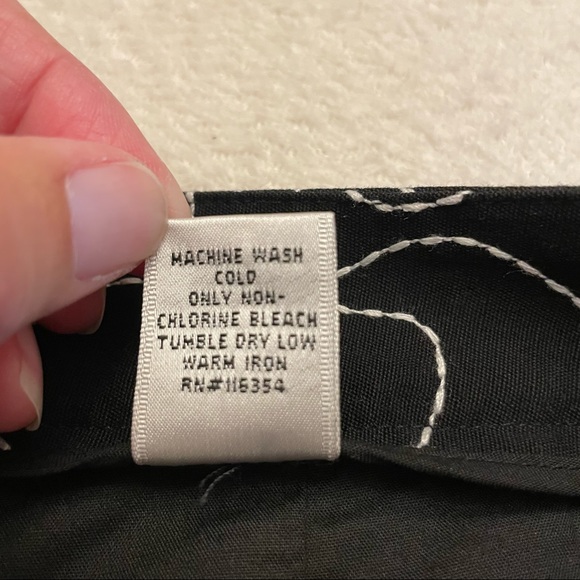 MACHINE WASH
COLD
ONLY NON-
CHLORINE BLEACH
TUMBLE DRY LOW
WARM IRON
RN#116354